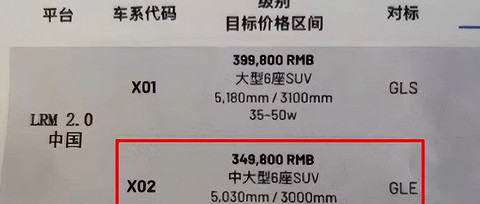 平台 车系代码 级别 对标
目标价格区间
399,800 RMB
大型6座SUV
X01 GLS
5,180mm / 3100mm
LRM 2.0 35~50w
中国
349,800 RMB
中大型6座SUV
X02 GLE
5,030mm / 3000mm